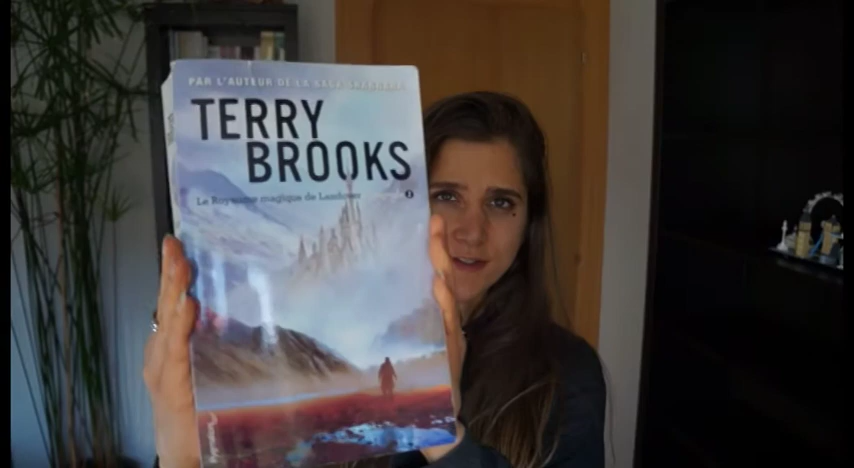 PAR L'AUTEUR DE LA SAGA SHANNARA
TERRY
BROOKS
Le Royaume magique de Landover